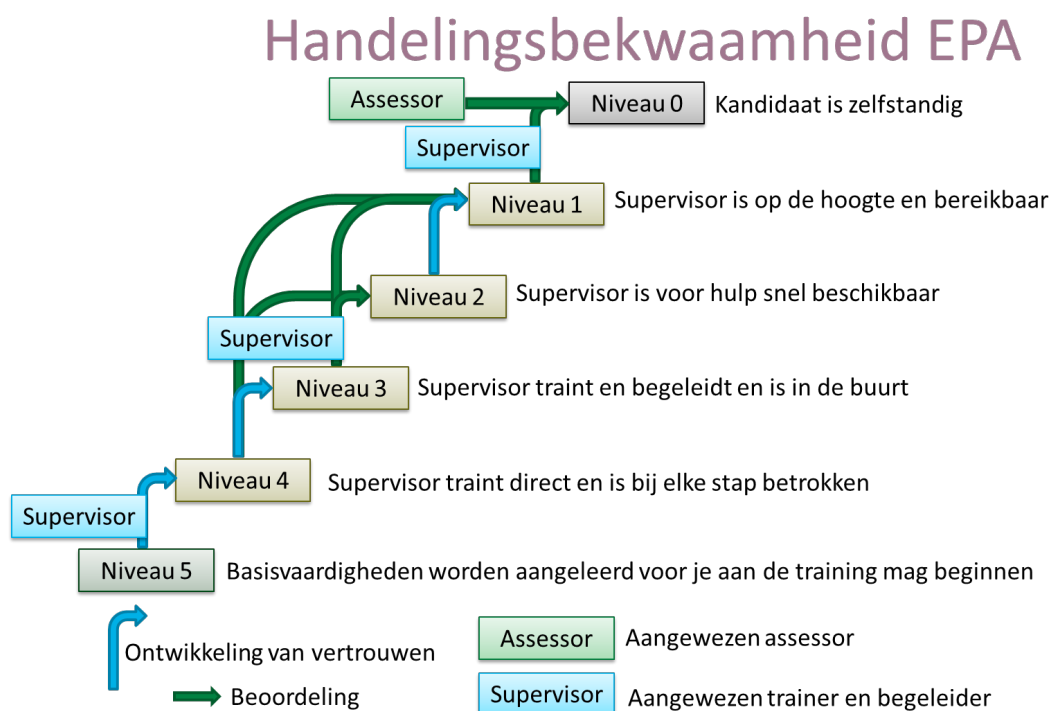 Handelingsbekwaamheid EPA
Assessor
Niveau 0
Kandidaat is zelfstandig
Supervisor
Niveau 1
Supervisor is op de hoogte en bereikbaar
Niveau 2
Supervisor is voor hulp snel beschikbaar
Supervisor
Niveau 3
Supervisor traint en begeleidt en is in de buurt
Niveau 4
Supervisor traint direct en is bij elke stap betrokken
Supervisor
Niveau 5
Basisvaardigheden worden aangeleerd voor je aan de training mag beginnen
Ontwikkeling van vertrouwen
Assessor
Aangewezen assessor
Beoordeling
Supervisor
Aangewezen trainer en begeleider